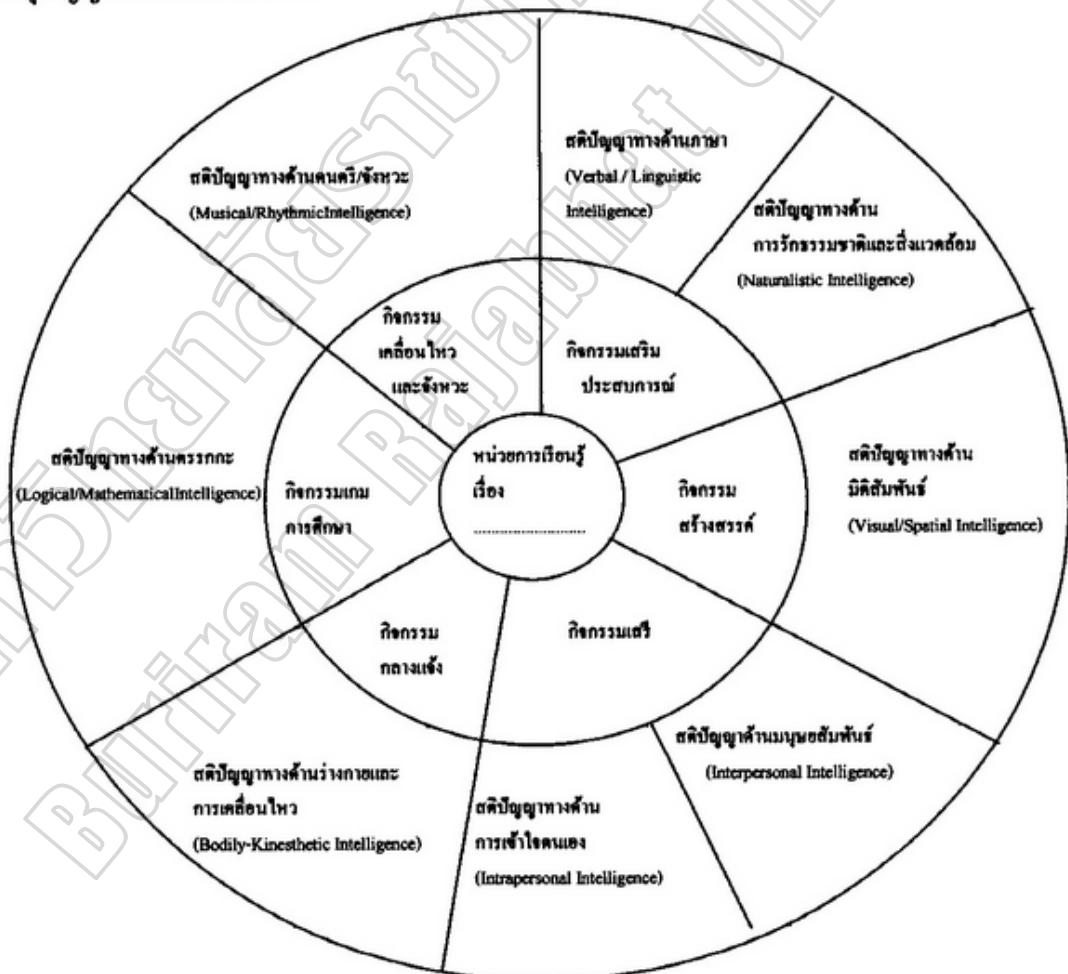 สติปัญญาทางด้านดนตรี/จังหวะ
(Musical/RhythmicIntelligence)
สติปัญญาทางด้านภาษา
(Verbal / Linguistic
Intelligence)
สติปัญญาทางด้าน
การรักธรรมชาติและสิ่งแวดล้อม
(Naturalistic Intelligence)
กิจกรรม
เคลื่อนไหว
และจังหวะ
กิจกรรมเสริม
ประสบการณ์
สติปัญญาทางด้านตรรกกะ
(Logical/MathematicalIntelligence)
กิจกรรมเกม
การศึกษา
หน่วยการเรียนรู้
เรื่อง
............................
กิจกรรม
สร้างสรรค์
สติปัญญาทางด้าน
มิติสัมพันธ์
(Visual/Spatial Intelligence)
กิจกรรม
กลางแจ้ง
กิจกรรมเสรี
สติปัญญาทางด้านร่างกายและ
การเคลื่อนไหว
(Bodily-Kinesthetic Intelligence)
สติปัญญาทางด้าน
การเข้าใจตนเอง
(Intrapersonal Intelligence)
สติปัญญาด้านมนุษยสัมพันธ์
(Interpersonal Intelligence)
Buriram Rajabhat